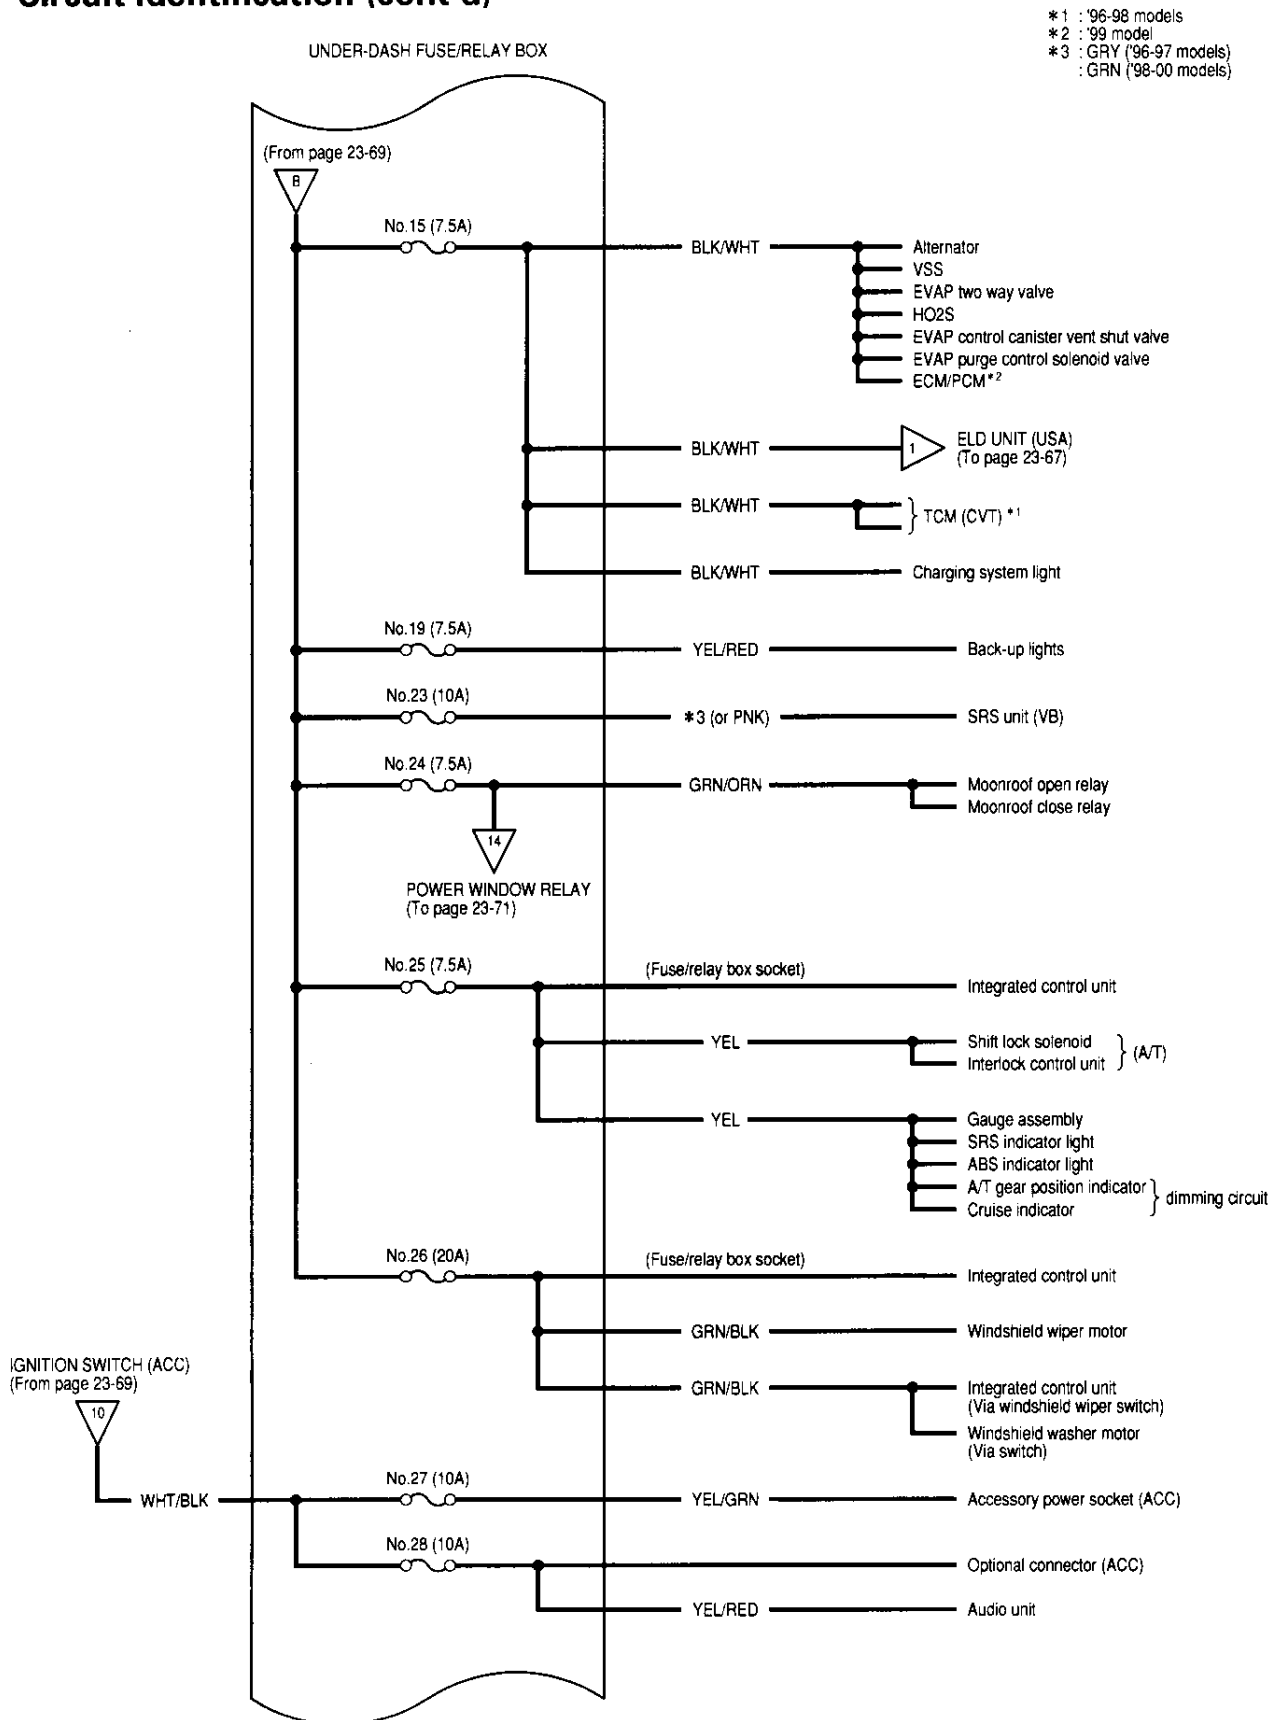 Circuit Identification (cont'd)
*1 : '96-98 models
*2 : '99 model
*3 : GRY ('96-97 models)
: GRN ('98-00 models)
UNDER-DASH FUSE/RELAY BOX
(From page 23-69)
B
No.15 (7.5A)
BLK/WHT
Alternator
VSS
EVAP two way valve
HO2S
EVAP control canister vent shut valve
EVAP purge control solenoid valve
ECM/PCM*2
BLK/WHT
1
ELD UNIT (USA)
(To page 23-67)
BLK/WHT
TCM (CVT) *1
BLK/WHT
Charging system light
No.19 (7.5A)
YEL/RED
Back-up lights
No.23 (10A)
*3 (or PNK)
SRS unit (VB)
No.24 (7.5A)
GRN/ORN
Moonroof open relay
Moonroof close relay
14
POWER WINDOW RELAY
(To page 23-71)
No.25 (7.5A)
(Fuse/relay box socket)
Integrated control unit
YEL
Shift lock solenoid
Interlock control unit
(A/T)
YEL
Gauge assembly
SRS indicator light
ABS indicator light
A/T gear position indicator
Cruise indicator
dimming circuit
No.26 (20A)
(Fuse/relay box socket)
Integrated control unit
GRN/BLK
Windshield wiper motor
IGNITION SWITCH (ACC)
(From page 23-69)
10
GRN/BLK
Integrated control unit
(Via windshield wiper switch)
Windshield washer motor
(Via switch)
WHT/BLK
No.27 (10A)
YEL/GRN
Accessory power socket (ACC)
No.28 (10A)
Optional connector (ACC)
YEL/RED
Audio unit